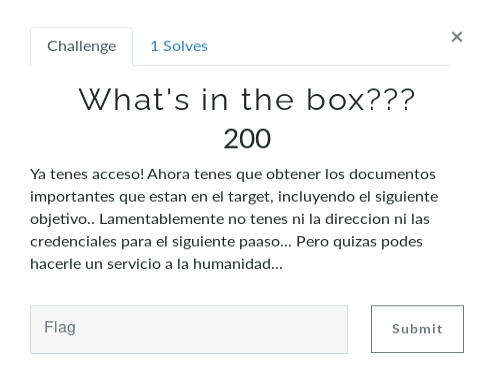 Challenge
1 Solves
×
What's in the box???
200
Ya tenes acceso! Ahora tenes que obtener los documentos
importantes que estan en el target, incluyendo el siguiente
objetivo.. Lamentablemente no tenes ni la direccion ni las
credenciales para el siguiente paaso... Pero quizas podes
hacerle un servicio a la humanidad...
Flag
Submit